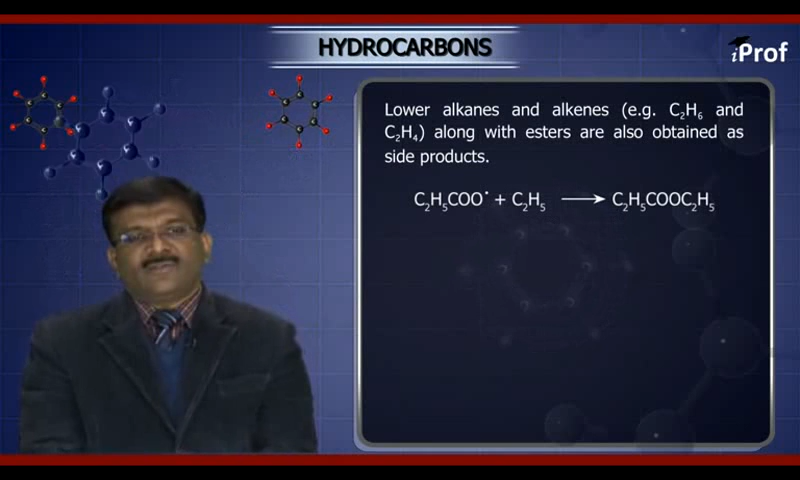 HYDROCARBONS
iProf
Lower alkanes and alkenes (e.g. C₂H₆ and
C₂H₄) along with esters are also obtained as
side products.
C₂H₅COO˙ + C₂H₅ ⟶ C₂H₅COOC₂H₅